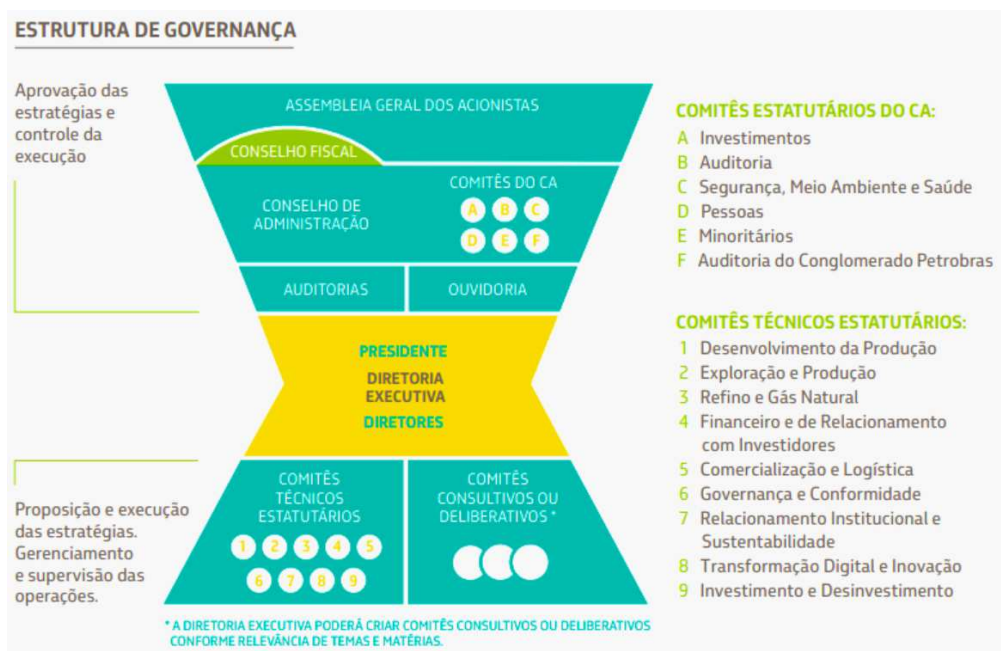 ESTRUTURA DE GOVERNANÇA
Aprovação das
estratégias e
controle da
execução
ASSEMBLEIA GERAL DOS ACIONISTAS
CONSELHO FISCAL
CONSELHO DE
ADMINISTRAÇÃO
COMITÊS DO CA
A B C
D E F
AUDITORIAS
OUVIDORIA
PRESIDENTE
DIRETORIA
EXECUTIVA
DIRETORES
Proposição e execução
das estratégias.
Gerenciamento
e supervisão das
operações.
COMITÊS
TÉCNICOS
ESTATUTÁRIOS
1 2 3 4 5
6 7 8 9
COMITÊS
CONSULTIVOS OU
DELIBERATIVOS *
* A DIRETORIA EXECUTIVA PODERÁ CRIAR COMITÊS CONSULTIVOS OU DELIBERATIVOS
CONFORME RELEVÂNCIA DE TEMAS E MATÉRIAS.
COMITÊS ESTATUTÁRIOS DO CA:
A Investimentos
B Auditoria
C Segurança, Meio Ambiente e Saúde
D Pessoas
E Minoritários
F Auditoria do Conglomerado Petrobras
COMITÊS TÉCNICOS ESTATUTÁRIOS:
1 Desenvolvimento da Produção
2 Exploração e Produção
3 Refino e Gás Natural
4 Financeiro e de Relacionamento
com Investidores
5 Comercialização e Logística
6 Governança e Conformidade
7 Relacionamento Institucional e
Sustentabilidade
8 Transformação Digital e Inovação
9 Investimento e Desinvestimento